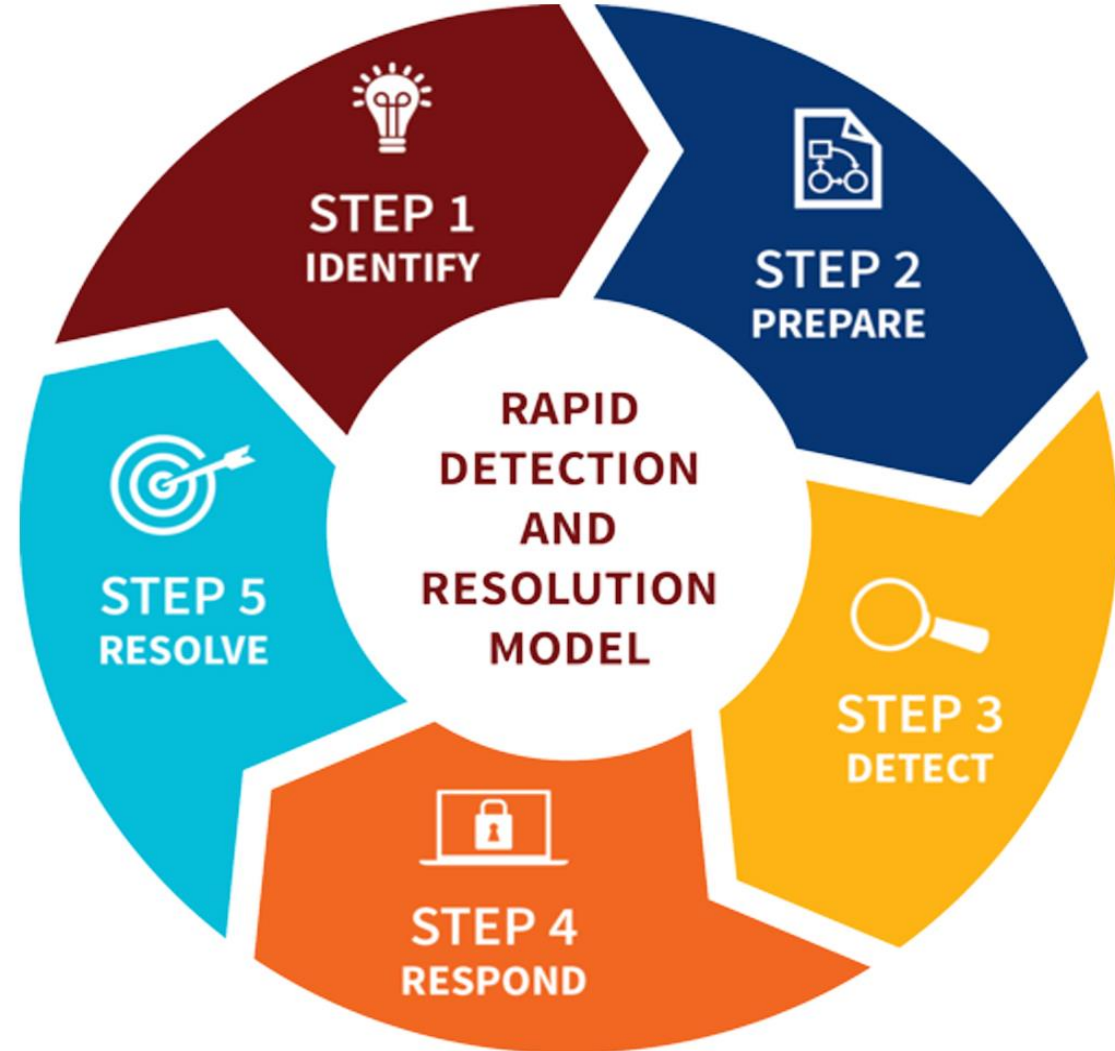 STEP 1
IDENTIFY
STEP 2
PREPARE
RAPID
DETECTION
AND
RESOLUTION
MODEL
STEP 5
RESOLVE
STEP 3
DETECT
STEP 4
RESPOND